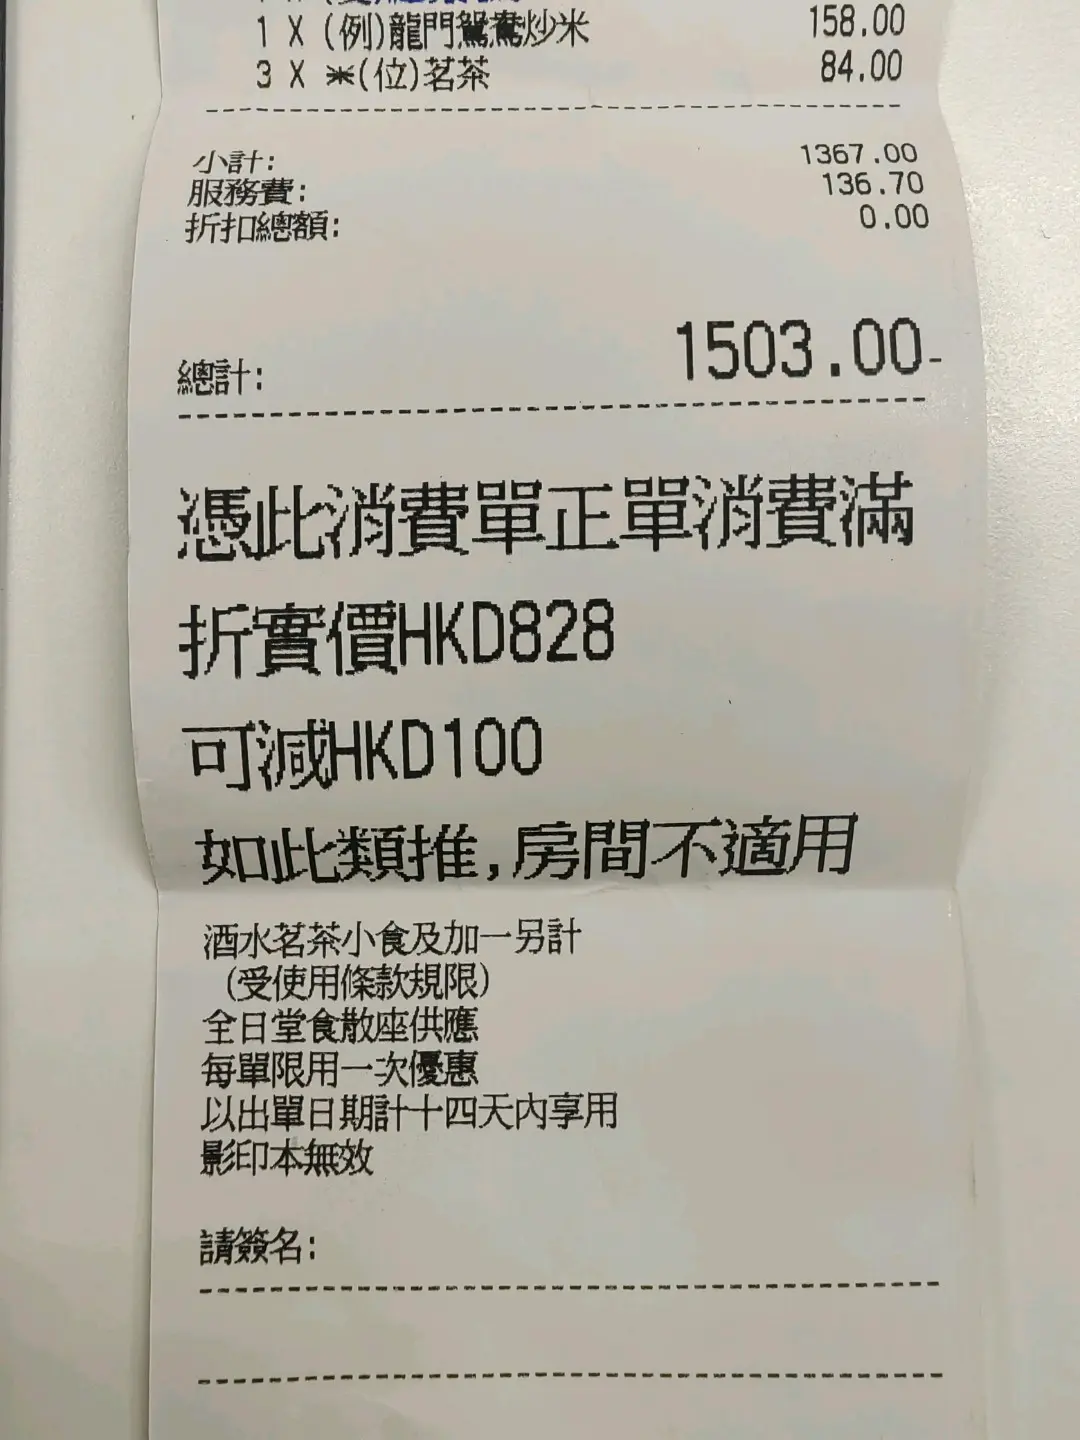 1 X (例)龍門鴛鴦炒米 158.00
3 X ※(位)茗茶 84.00
小計: 1367.00
服務費: 136.70
折扣總額: 0.00
總計: 1503.00
憑此消費單正單消費滿
折實價HKD828
可減HKD100
如此類推,房間不適用
酒水茗茶小食及加一另計
(受使用條款規限)
全日堂食散座供應
每單限用一次優惠
以出單日期計十四天內享用
影印本無效
請簽名: